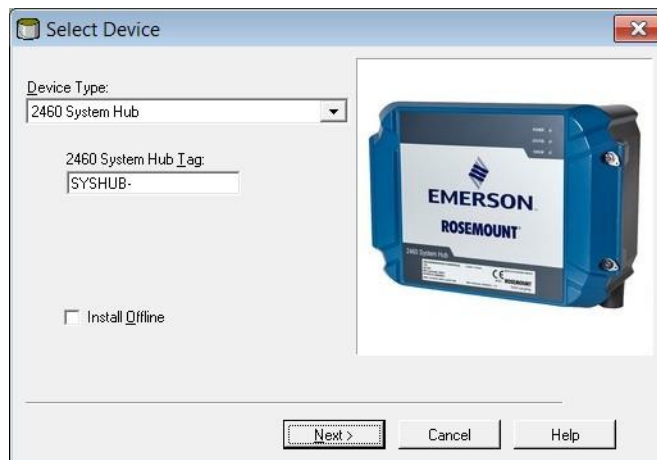 Select Device
Device Type:
2460 System Hub
2460 System Hub Tag:
SYSHUB-
Install Offline
EMERSON
ROSEMOUNT
2460 System Hub
ROSEMOUNT
Next >
Cancel
Help